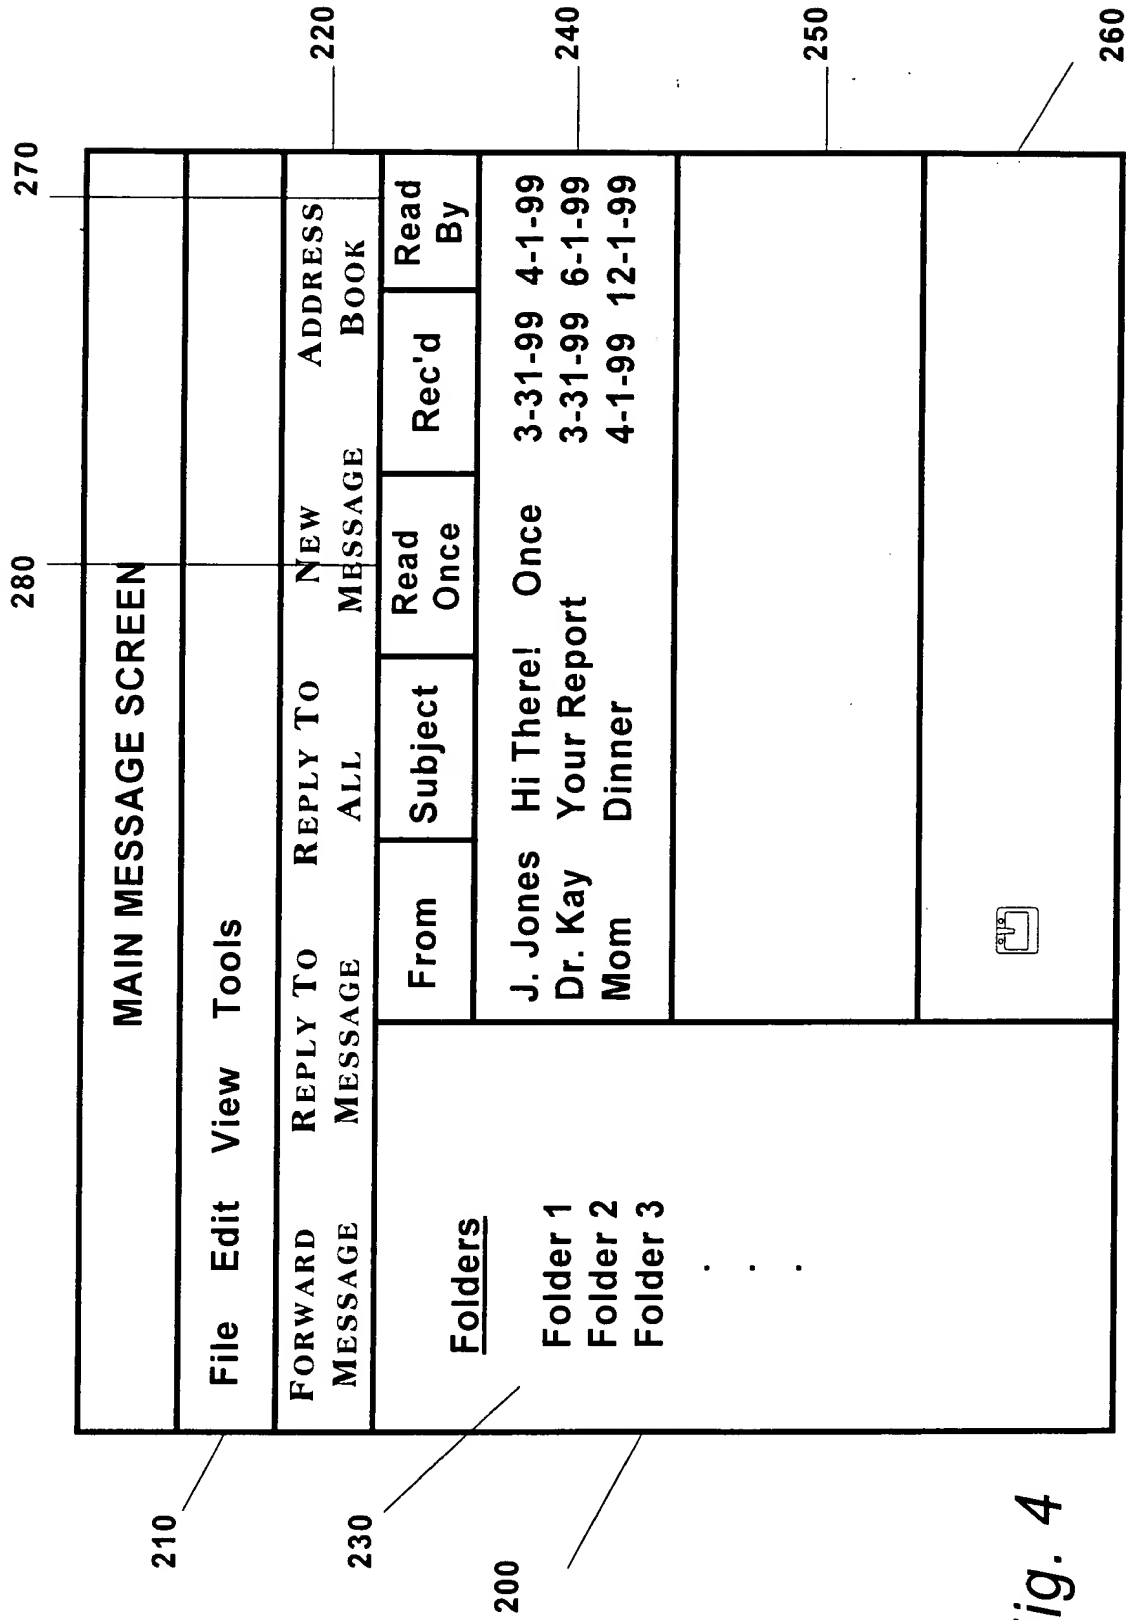 270
280
MAIN MESSAGE SCREEN
210
File Edit View Tools
220
FORWARD MESSAGE
REPLY TO MESSAGE
REPLY TO ALL
NEW MESSAGE
ADDRESS BOOK
230
200
Folders
Folder 1
Folder 2
Folder 3
. . .
From Subject Read Once Rec'd Read By
J. Jones Hi There! Once 3-31-99 4-1-99
Dr. Kay Your Report 3-31-99 6-1-99
Mom Dinner 4-1-99 12-1-99
240
250
260
ig. 4